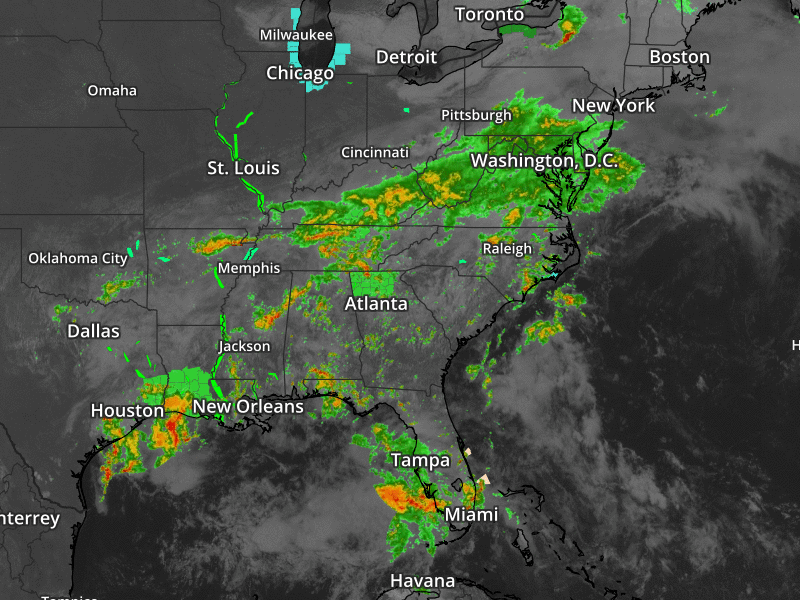 Toronto
Milwaukee
Detroit
Boston
Chicago
Omaha
New York
Pittsburgh
Cincinnati
Washington, D.C.
St. Louis
Raleigh
Oklahoma City
Memphis
Atlanta
Dallas
Jackson
H
Houston
New Orleans
Tampa
Miami
nterrey
Havana